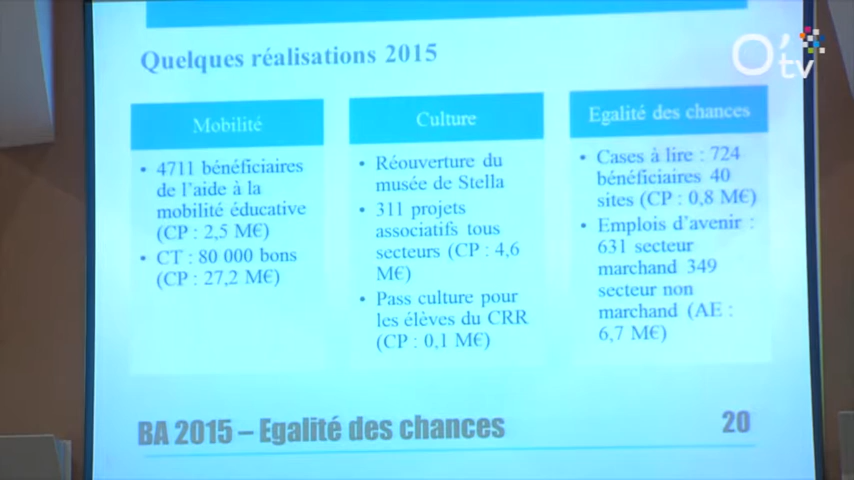 O'tv
Quelques réalisations 2015
Mobilité
• 4711 bénéficiaires
de l'aide à la
mobilité éducative
(CP : 2,5 M€)
• CT : 80 000 bons
(CP : 27,2 M€)
Culture
• Réouverture du
musée de Stella
• 311 projets
associatifs tous
secteurs (CP : 4,6
M€)
• Pass culture pour
les élèves du CRR
(CP : 0,1 M€)
Egalité des chances
• Cases à lire : 724
bénéficiaires 40
sites (CP : 0,8 M€)
• Emplois d'avenir :
631 secteur
marchand 349
secteur non
marchand (AE :
6,7 M€)
BA 2015 – Egalité des chances
20